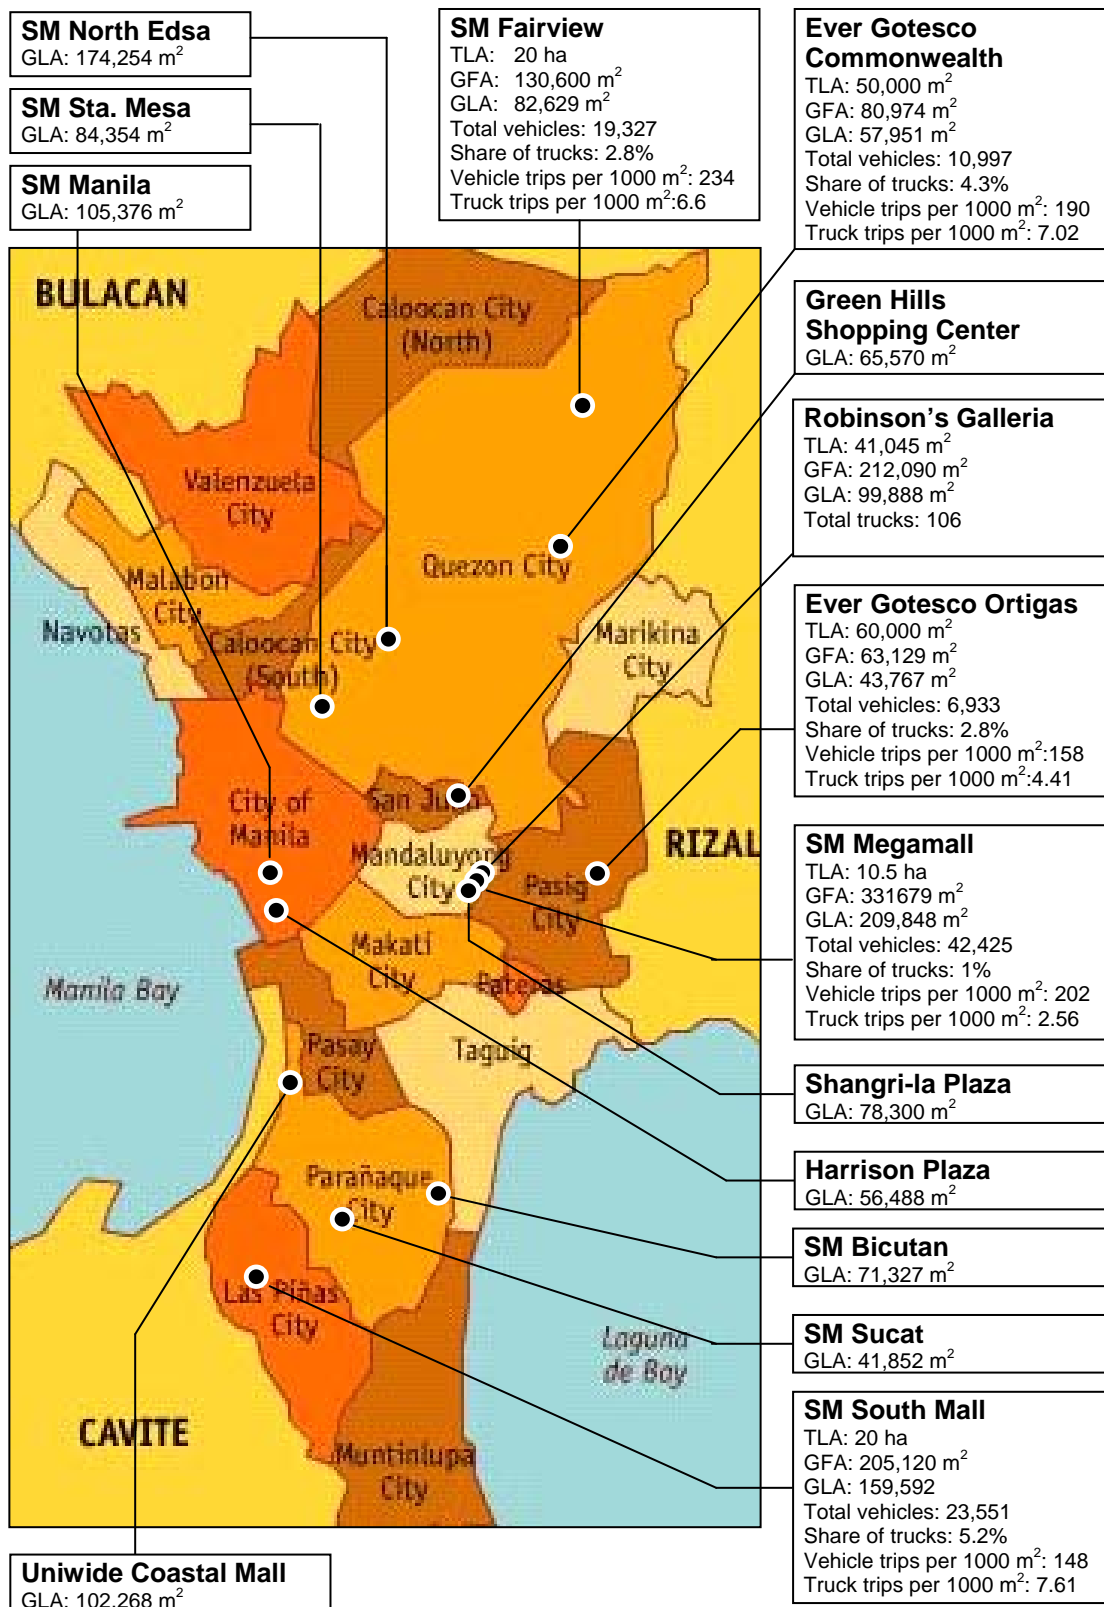 SM North Edsa
GLA: 174,254 m²
SM Sta. Mesa
GLA: 84,354 m²
SM Manila
GLA: 105,376 m²
SM Fairview
TLA: 20 ha
GFA: 130,600 m²
GLA: 82,629 m²
Total vehicles: 19,327
Share of trucks: 2.8%
Vehicle trips per 1000 m²: 234
Truck trips per 1000 m²:6.6
Ever Gotesco
Commonwealth
TLA: 50,000 m²
GFA: 80,974 m²
GLA: 57,951 m²
Total vehicles: 10,997
Share of trucks: 4.3%
Vehicle trips per 1000 m²: 190
Truck trips per 1000 m²: 7.02
Green Hills
Shopping Center
GLA: 65,570 m²
Robinson's Galleria
TLA: 41,045 m²
GFA: 212,090 m²
GLA: 99,888 m²
Total trucks: 106
Ever Gotesco Ortigas
TLA: 60,000 m²
GFA: 63,129 m²
GLA: 43,767 m²
Total vehicles: 6,933
Share of trucks: 2.8%
Vehicle trips per 1000 m²:158
Truck trips per 1000 m²:4.41
SM Megamall
TLA: 10.5 ha
GFA: 331679 m²
GLA: 209,848 m²
Total vehicles: 42,425
Share of trucks: 1%
Vehicle trips per 1000 m²: 202
Truck trips per 1000 m²: 2.56
Shangri-la Plaza
GLA: 78,300 m²
Harrison Plaza
GLA: 56,488 m²
SM Bicutan
GLA: 71,327 m²
SM Sucat
GLA: 41,852 m²
SM South Mall
TLA: 20 ha
GFA: 205,120 m²
GLA: 159,592
Total vehicles: 23,551
Share of trucks: 5.2%
Vehicle trips per 1000 m²: 148
Truck trips per 1000 m²: 7.61
Uniwide Coastal Mall
GLA: 102,268 m²
BULACAN
Caloocan City
(North)
Valenzuela
City
Malabon
City
Navotas
Caloocan City
(South)
Quezon City
Marikina
City
City of
Manila
San Juan
Mandaluyong
City
Pasig
City
RIZAL
Makati
City
Pateros
Manila Bay
Pasay
City
Taguig
Parañaque
City
Las Piñas
City
Laguna
de Bay
CAVITE
Muntinlupa
City